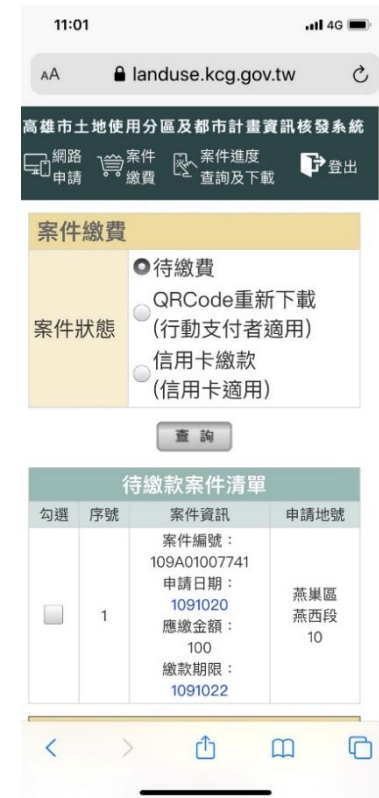 11:01
4G
AA landuse.kcg.gov.tw
高雄市土地使用分區及都市計畫資訊核發系統
網路
申請
案件
繳費
案件進度
查詢及下載
登出
案件繳費
案件狀態
待繳費
QRCode重新下載
(行動支付者適用)
信用卡繳款
(信用卡適用)
查 詢
待繳款案件清單
勾選 序號 案件資訊 申請地號
1
案件編號：
109A01007741
申請日期：
1091020
應繳金額：
100
繳款期限：
1091022
燕巢區
燕西段
10